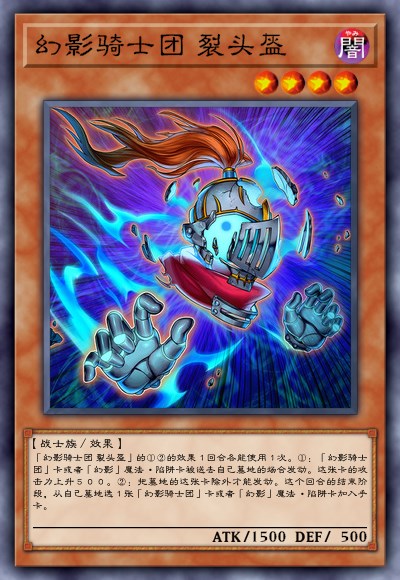 幻影骑士团 裂头盔
やみ
闇
【战士族／效果】
「幻影骑士团 裂头盔」的①②的效果1回合各能使用1次。①：「幻影骑士
团」卡或者「幻影」魔法·陷阱卡被送去自己墓地的场合发动。这张卡的攻
击力上升500。②：把墓地的这张卡除外才能发动。这个回合的结束阶
段，从自己墓地选1张「幻影骑士团」卡或者「幻影」魔法·陷阱卡加入手
卡。
ATK/1500 DEF/ 500